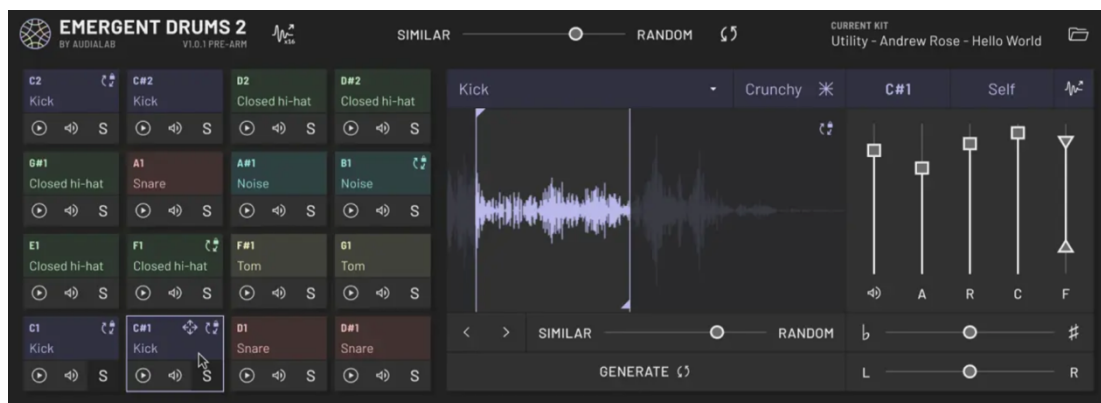 EMERGENT DRUMS 2
BY AUDIALAB V1.0.1 PRE-ARM
x16
SIMILAR RANDOM
CURRENT KIT
Utility - Andrew Rose - Hello World
C2 C#2 D2 D#2
Kick Kick Closed hi-hat Closed hi-hat
S S S S
G#1 A1 A#1 B1
Closed hi-hat Snare Noise Noise
S S S S
E1 F1 F#1 G1
Closed hi-hat Closed hi-hat Tom Tom
S S S S
C1 C#1 D1 D#1
Kick Kick Snare Snare
S S S S
Kick Crunchy C#1 Self
A R C F
< > SIMILAR RANDOM ♭ ♯
GENERATE L R